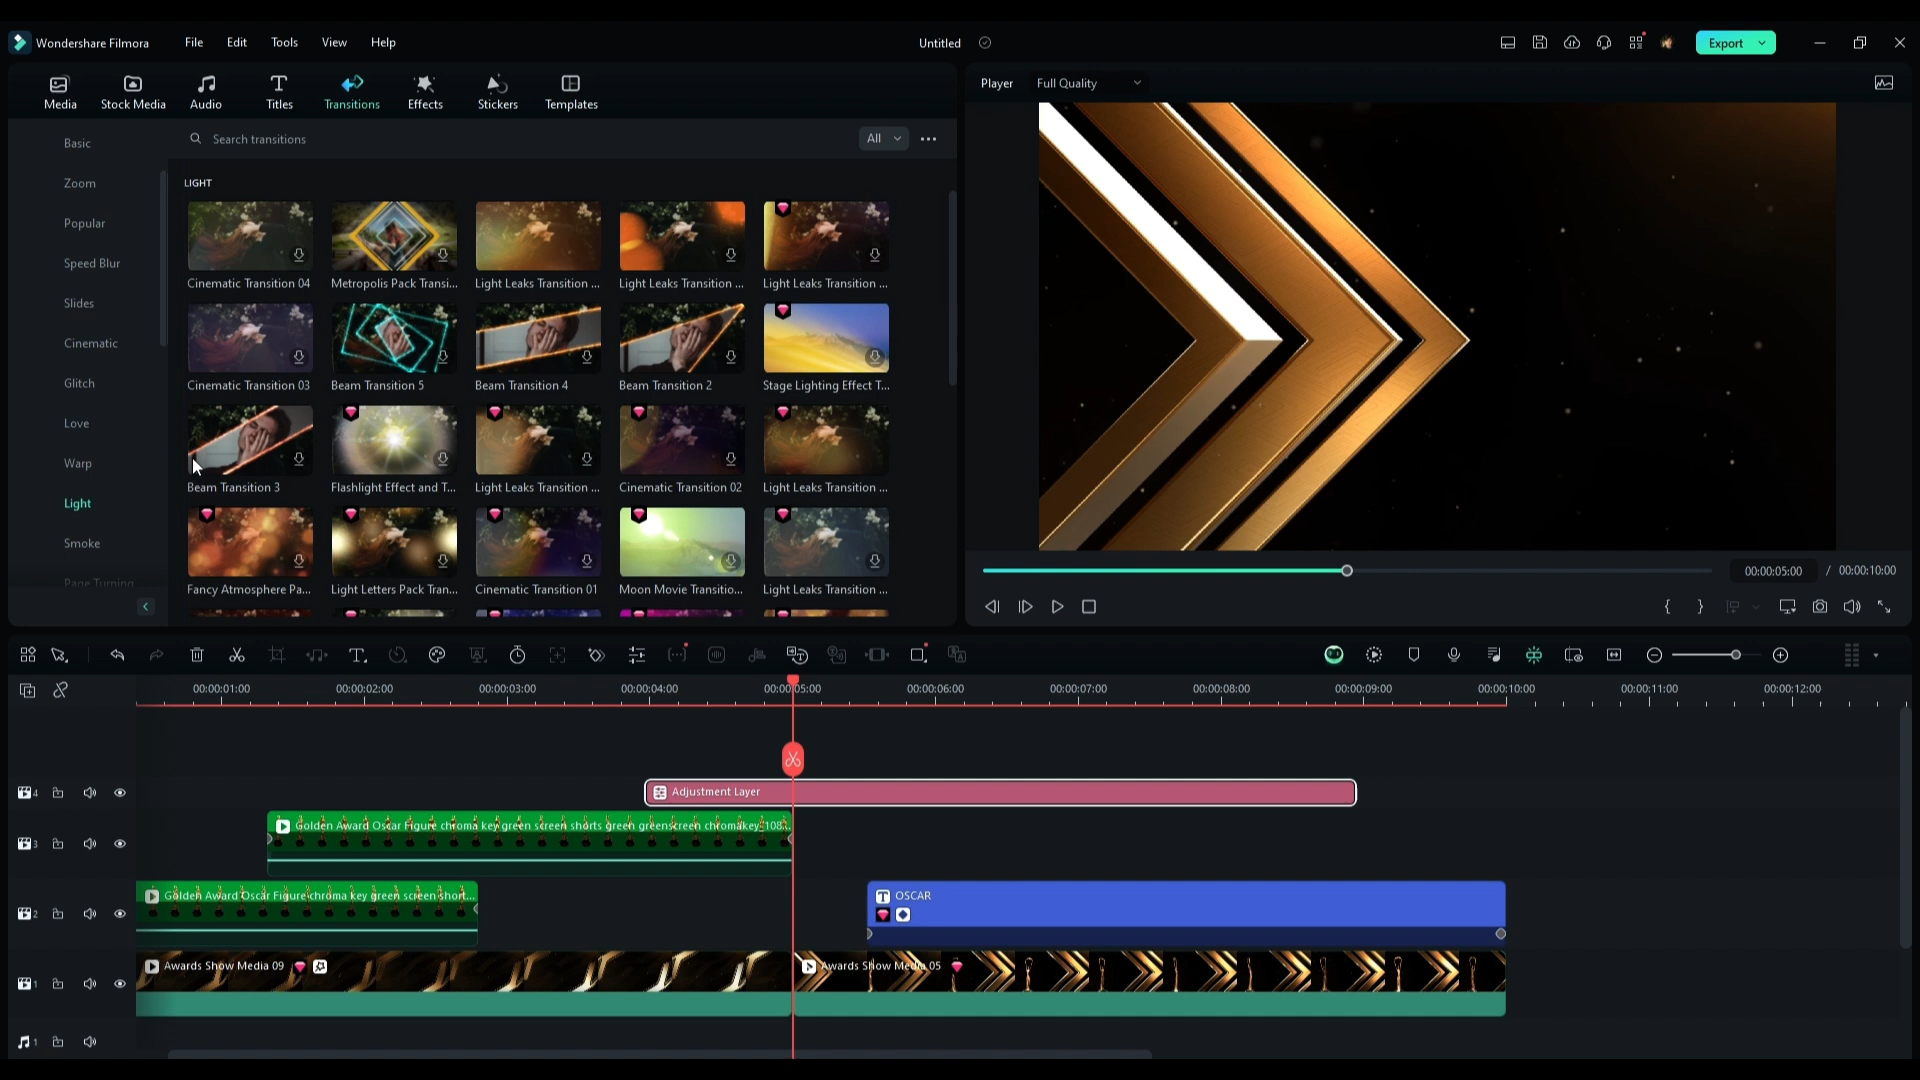 Wondershare Filmora
File
Edit
Tools
View
Help
Untitled
Export
Media
Stock Media
Audio
Titles
Transitions
Effects
Stickers
Templates
Player
Full Quality
Basic
Zoom
Popular
Speed Blur
Slides
Cinematic
Glitch
Love
Warp
Light
Smoke
Page Turning
Search transitions
All
LIGHT
Cinematic Transition 04
Metropolis Pack Transi...
Light Leaks Transition ...
Light Leaks Transition ...
Light Leaks Transition ...
Cinematic Transition 03
Beam Transition 5
Beam Transition 4
Beam Transition 2
Stage Lighting Effect T...
Beam Transition 3
Flashlight Effect and T...
Light Leaks Transition ...
Cinematic Transition 02
Light Leaks Transition ...
Fancy Atmosphere Pa...
Light Letters Pack Tran...
Cinematic Transition 01
Moon Movie Transitio...
Light Leaks Transition ...
00:00:05:00 / 00:00:10:00
00:00:01:00
00:00:02:00
00:00:03:00
00:00:04:00
00:00:05:00
00:00:06:00
00:00:07:00
00:00:08:00
00:00:09:00
00:00:10:00
00:00:11:00
00:00:12:00
4
Adjustment Layer
3
Golden Award Oscar Figure chroma key green screen shorts green greenscreen chromakey_108...
2
Golden Award Oscar Figure chroma key green screen short...
OSCAR
1
Awards Show Media 09
Awards Show Media 05
1